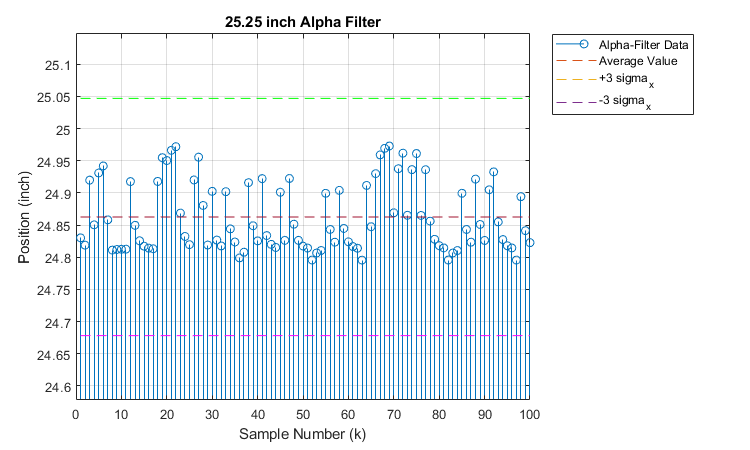 25.25 inch Alpha Filter
Position (inch)
25.1
25.05
25
24.95
24.9
24.85
24.8
24.75
24.7
24.65
24.6
0 10 20 30 40 50 60 70 80 90 100
Sample Number (k)
Alpha-Filter Data
Average Value
+3 sigma_x
-3 sigma_x